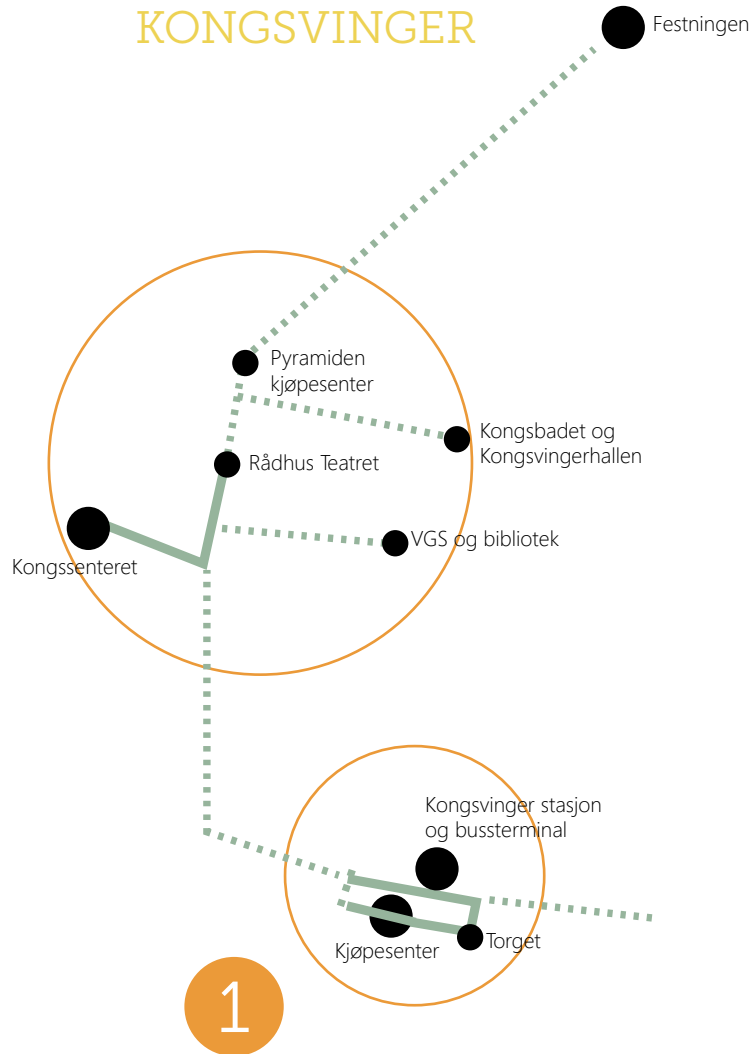 KONGSVINGER
Festningen
Pyramiden
kjøpesenter
Kongsbadet og
Kongsvingerhallen
Rådhus Teatret
VGS og bibliotek
Kongssenteret
Kongsvinger stasjon
og bussterminal
Kjøpesenter
Torget
1